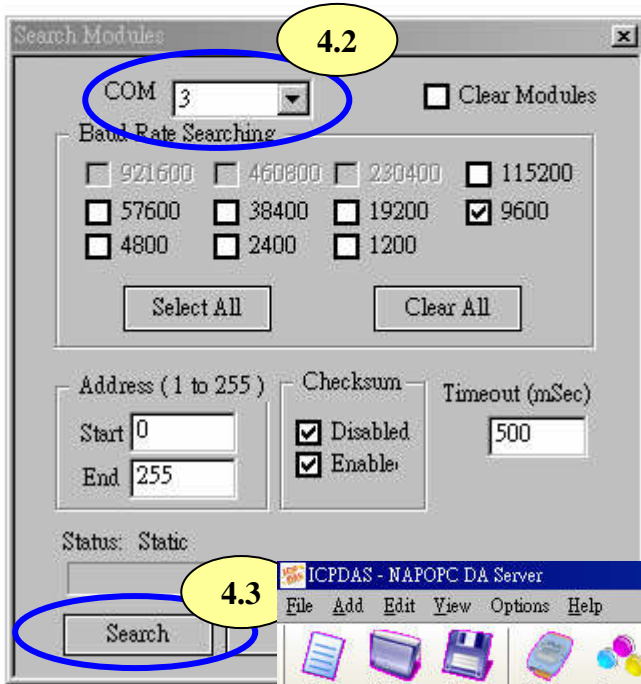 Search Modules
4.2
COM 3
Clear Modules
Baud Rate Searching
921600 460800 230400 115200
57600 38400 19200 9600
4800 2400 1200
Select All Clear All
Address ( 1 to 255 ) Checksum Timeout (mSec)
Start 0 Disabled 500
End 255 Enable
Status: Static
4.3
ICPDAS - NAPOPC DA Server
File Add Edit View Options Help
Search